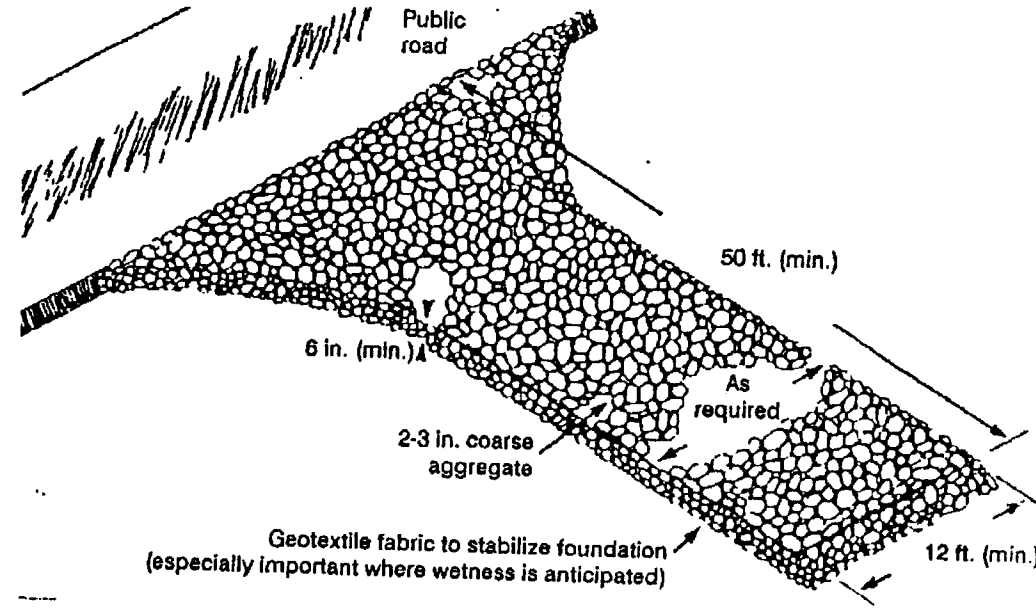 Public
road
50 ft. (min.)
6 in. (min.)
As
required
2-3 in. coarse
aggregate
Geotextile fabric to stabilize foundation
(especially important where wetness is anticipated)
12 ft. (min.)